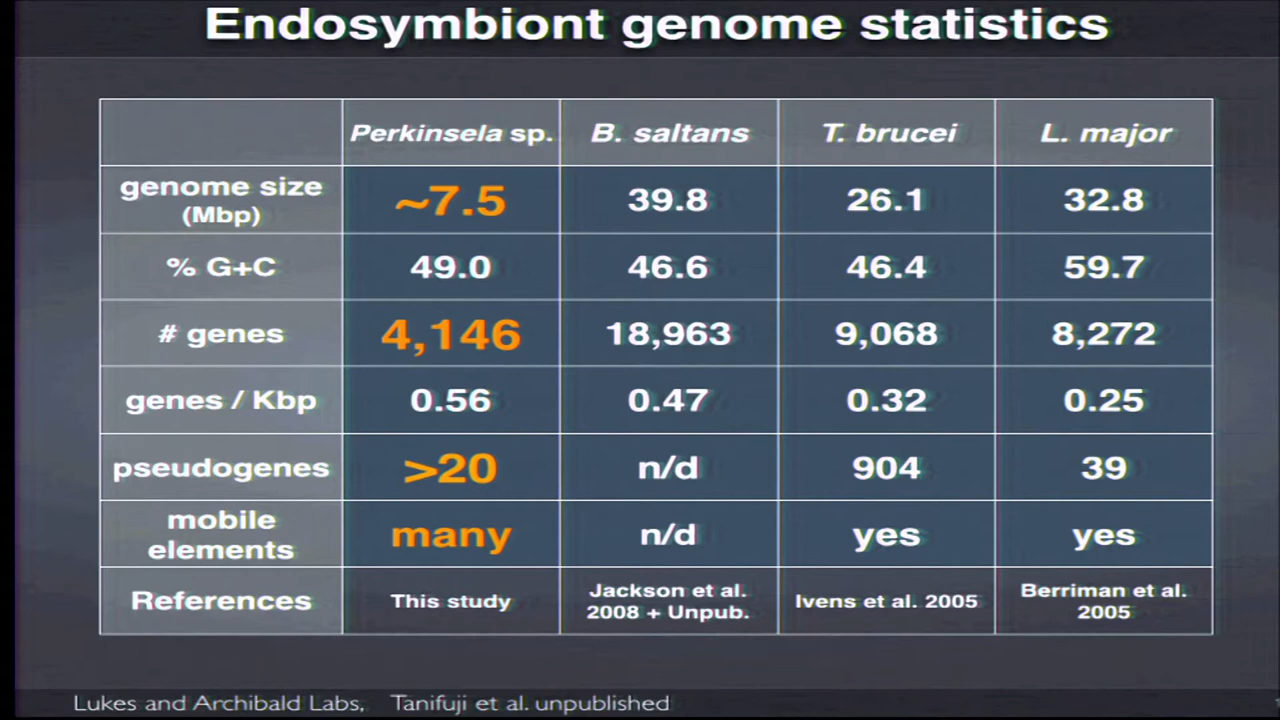 Endosymbiont genome statistics
Perkinsela sp. B. saltans T. brucei L. major
genome size (Mbp) ~7.5 39.8 26.1 32.8
% G+C 49.0 46.6 46.4 59.7
# genes 4,146 18,963 9,068 8,272
genes / Kbp 0.56 0.47 0.32 0.25
pseudogenes >20 n/d 904 39
mobile elements many n/d yes yes
References This study Jackson et al. 2008 + Unpub. Ivens et al. 2005 Berriman et al. 2005
Lukes and Archibald Labs, Tanifuji et al. unpublished